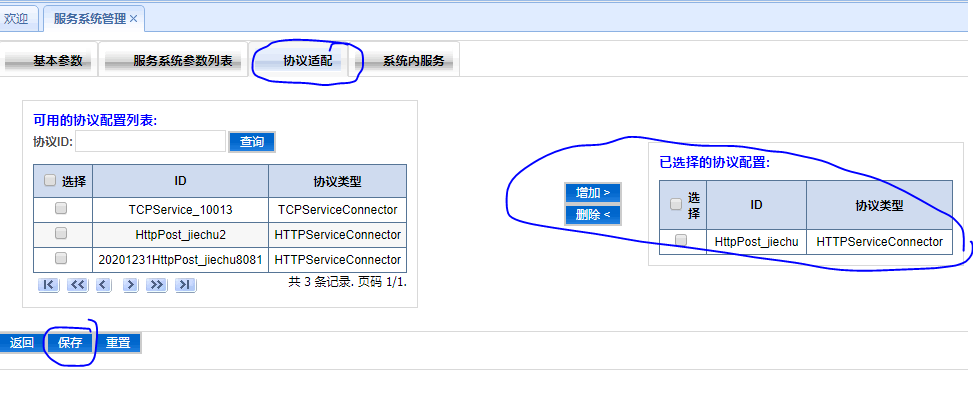 欢迎 服务系统管理 ×
基本参数 服务系统参数列表 协议适配 系统内服务
可用的协议配置列表:
协议ID: 查询
选择 ID 协议类型
TCPService_10013 TCPServiceConnector
HttpPost_jiechu2 HTTPServiceConnector
20201231HttpPost_jiechu8081 HTTPServiceConnector
共 3 条记录. 页码 1/1.
增加 >
删除 <
已选择的协议配置:
选择 ID 协议类型
HttpPost_jiechu HTTPServiceConnector
返回 保存 重置